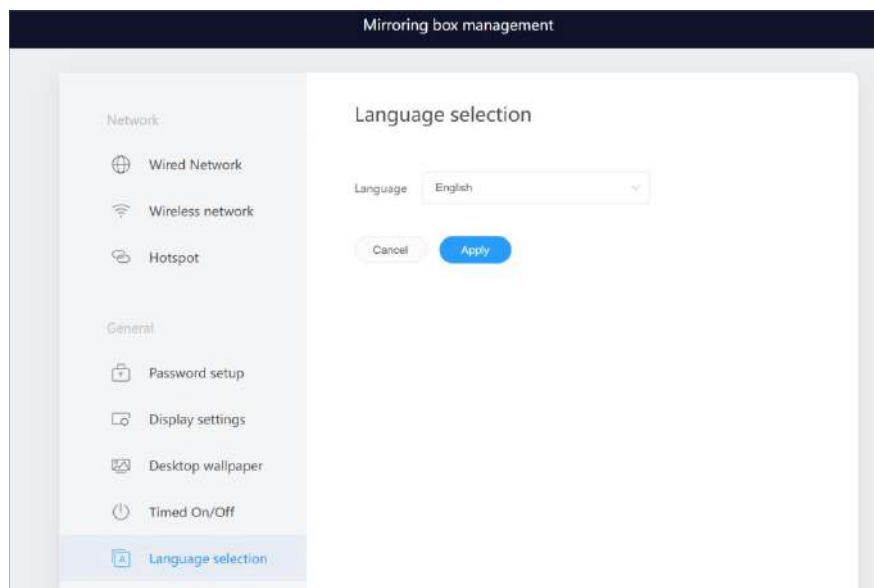 Mirroring box management
Network
Wired Network
Wireless network
Hotspot
General
Password setup
Display settings
Desktop wallpaper
Timed On/Off
Language selection
Language selection
Language English
Cancel Apply